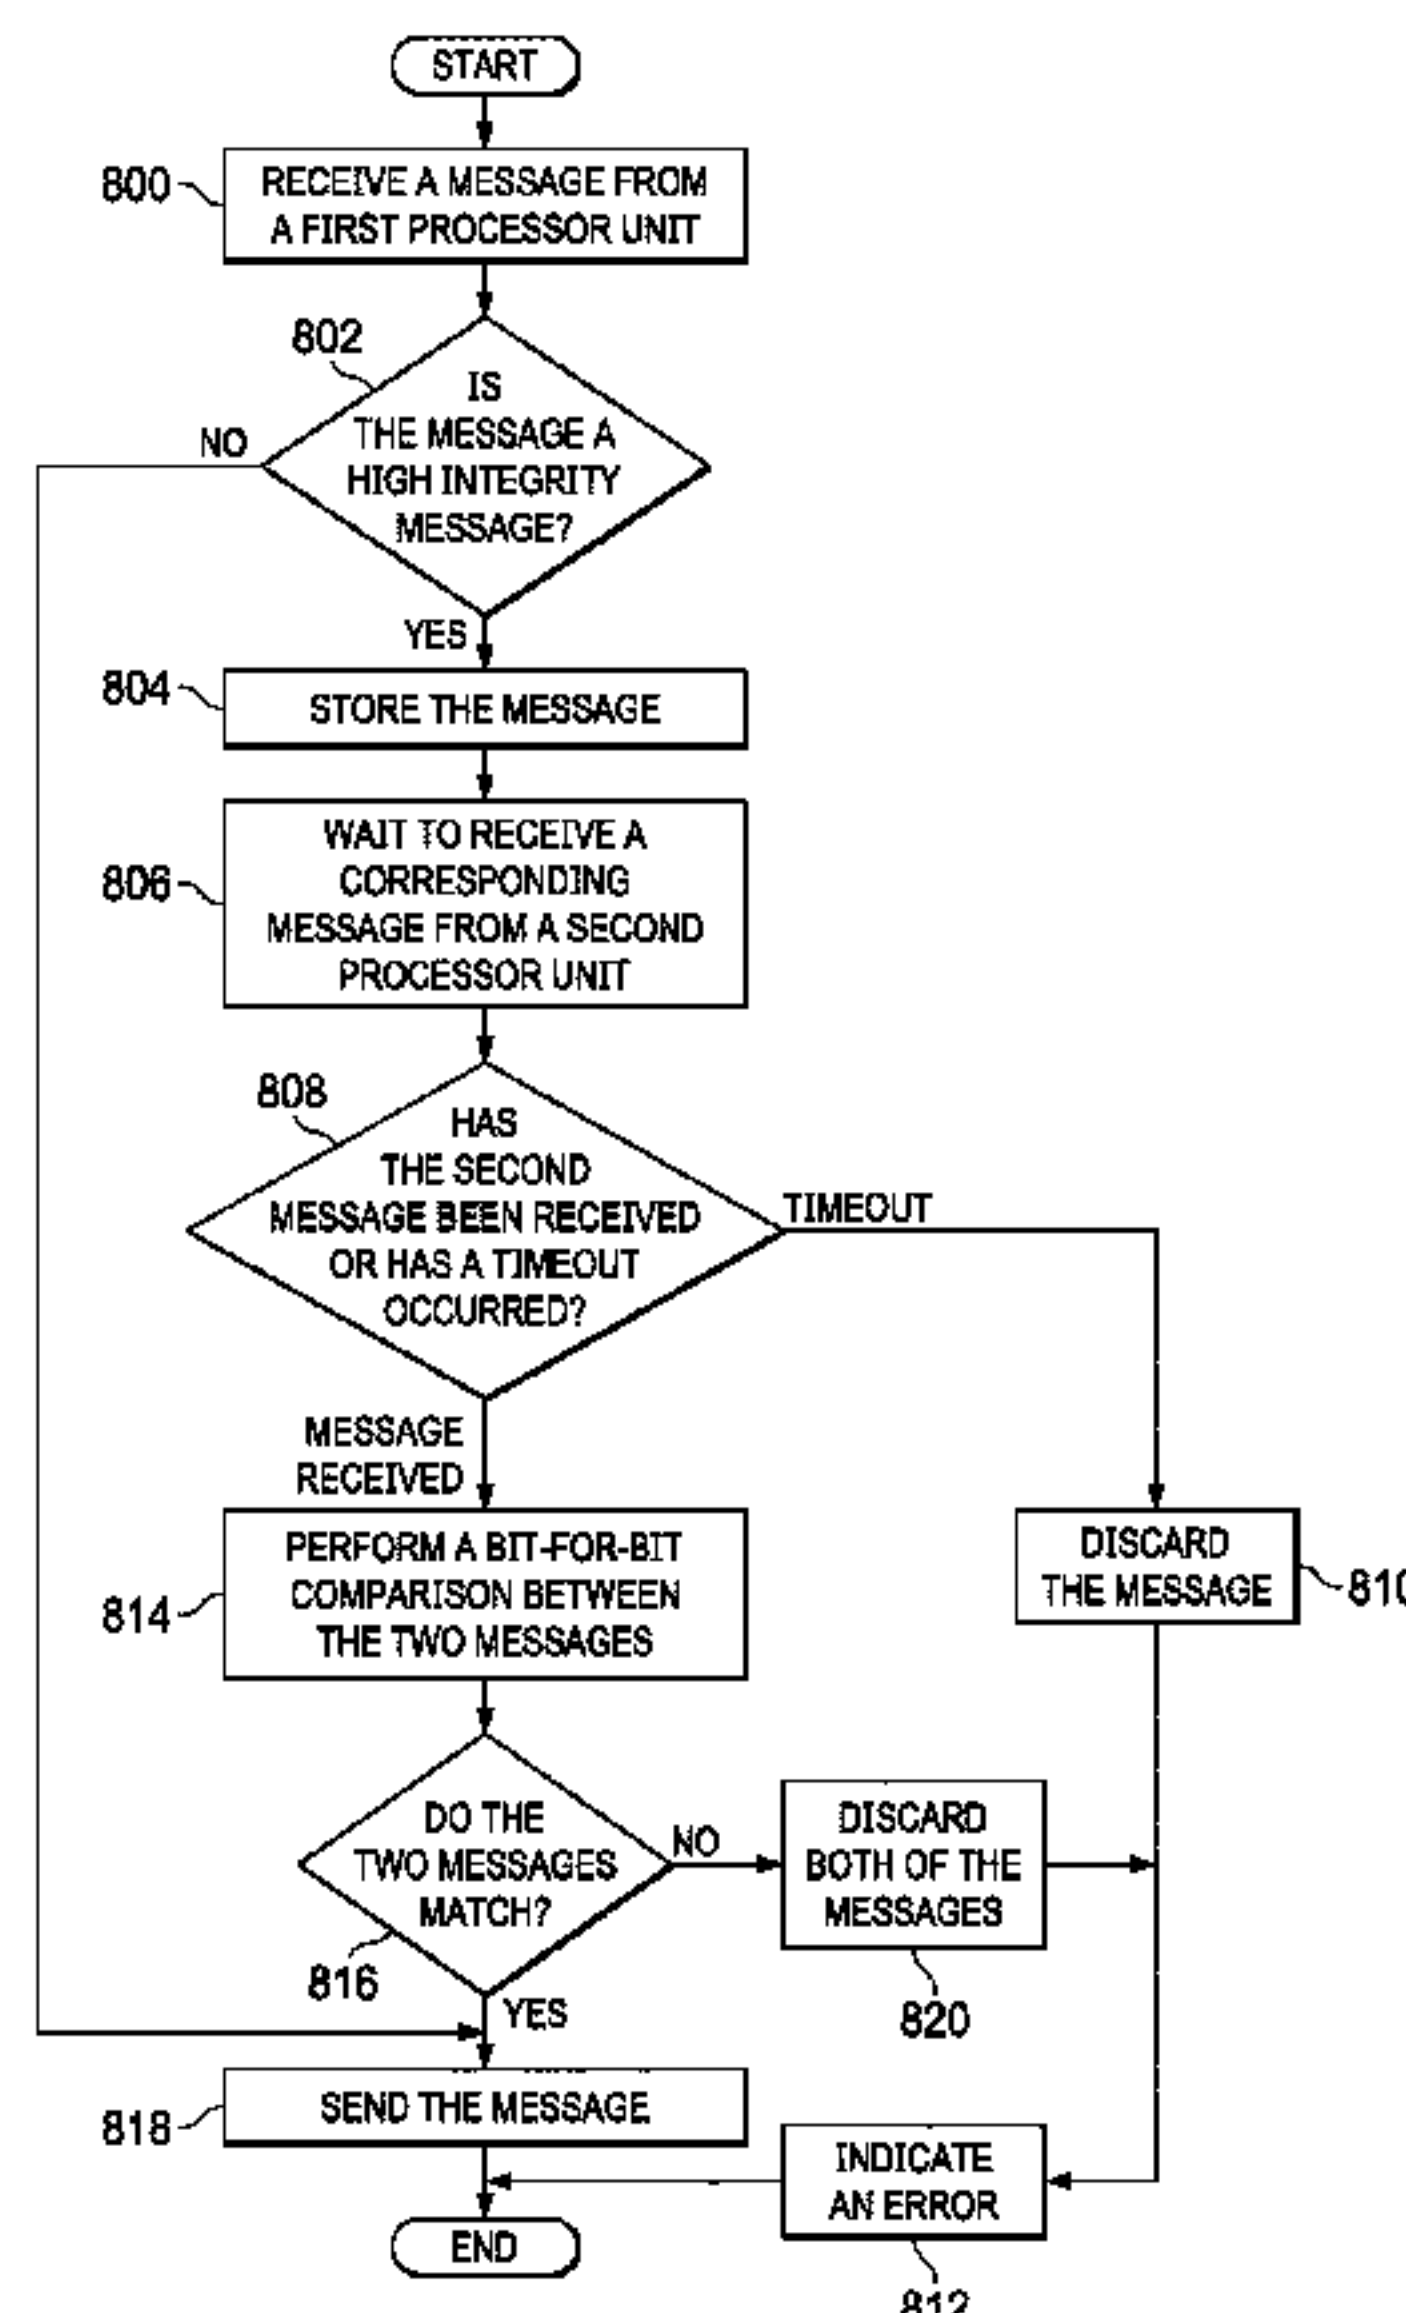 START
800
RECEIVE A MESSAGE FROM
A FIRST PROCESSOR UNIT
802
IS
THE MESSAGE A
HIGH INTEGRITY
MESSAGE?
NO
YES
804
STORE THE MESSAGE
806
WAIT TO RECEIVE A
CORRESPONDING
MESSAGE FROM A SECOND
PROCESSOR UNIT
808
HAS
THE SECOND
MESSAGE BEEN RECEIVED
OR HAS A TIMEOUT
OCCURRED?
TIMEOUT
MESSAGE
RECEIVED
814
PERFORM A BIT-FOR-BIT
COMPARISON BETWEEN
THE TWO MESSAGES
DISCARD
THE MESSAGE
810
DO THE
TWO MESSAGES
MATCH?
816
NO
DISCARD
BOTH OF THE
MESSAGES
820
YES
818
SEND THE MESSAGE
INDICATE
AN ERROR
812
END